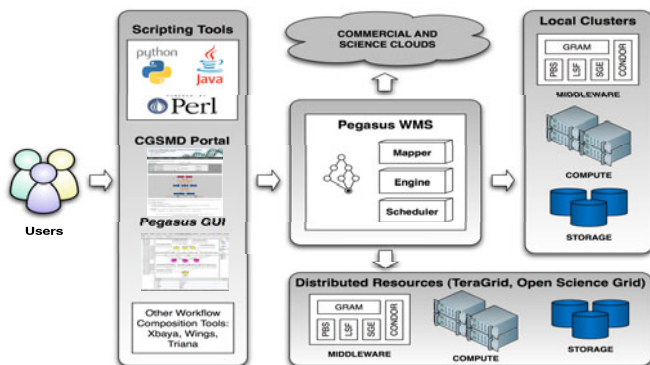 Scripting Tools
python
Java
POWERED BY
Perl
CGSMD Portal
Pegasus GUI
Other Workflow
Composition Tools:
Xbaya, Wings,
Triana
Users
COMMERCIAL AND
SCIENCE CLOUDS
Pegasus WMS
Mapper
Engine
Scheduler
Local Clusters
GRAM
PBS
LSF
SGE
CONDOR
MIDDLEWARE
COMPUTE
STORAGE
Distributed Resources (TeraGrid, Open Science Grid)
GRAM
PBS
LSF
SGE
CONDOR
MIDDLEWARE
COMPUTE
STORAGE